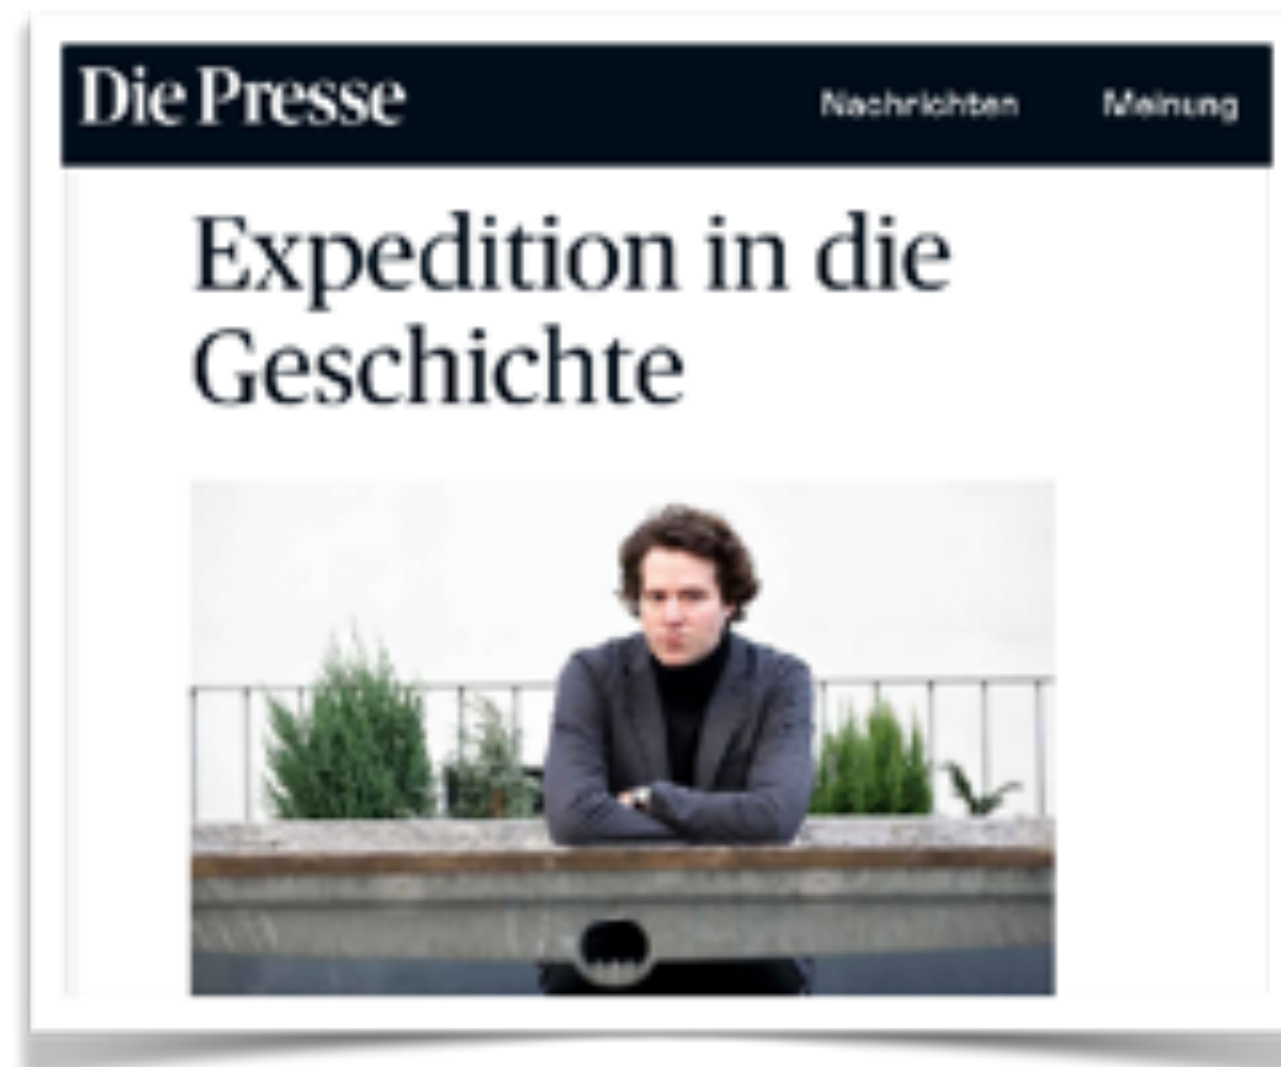 Die Presse
Nachrichten Meinung
Expedition in die
Geschichte